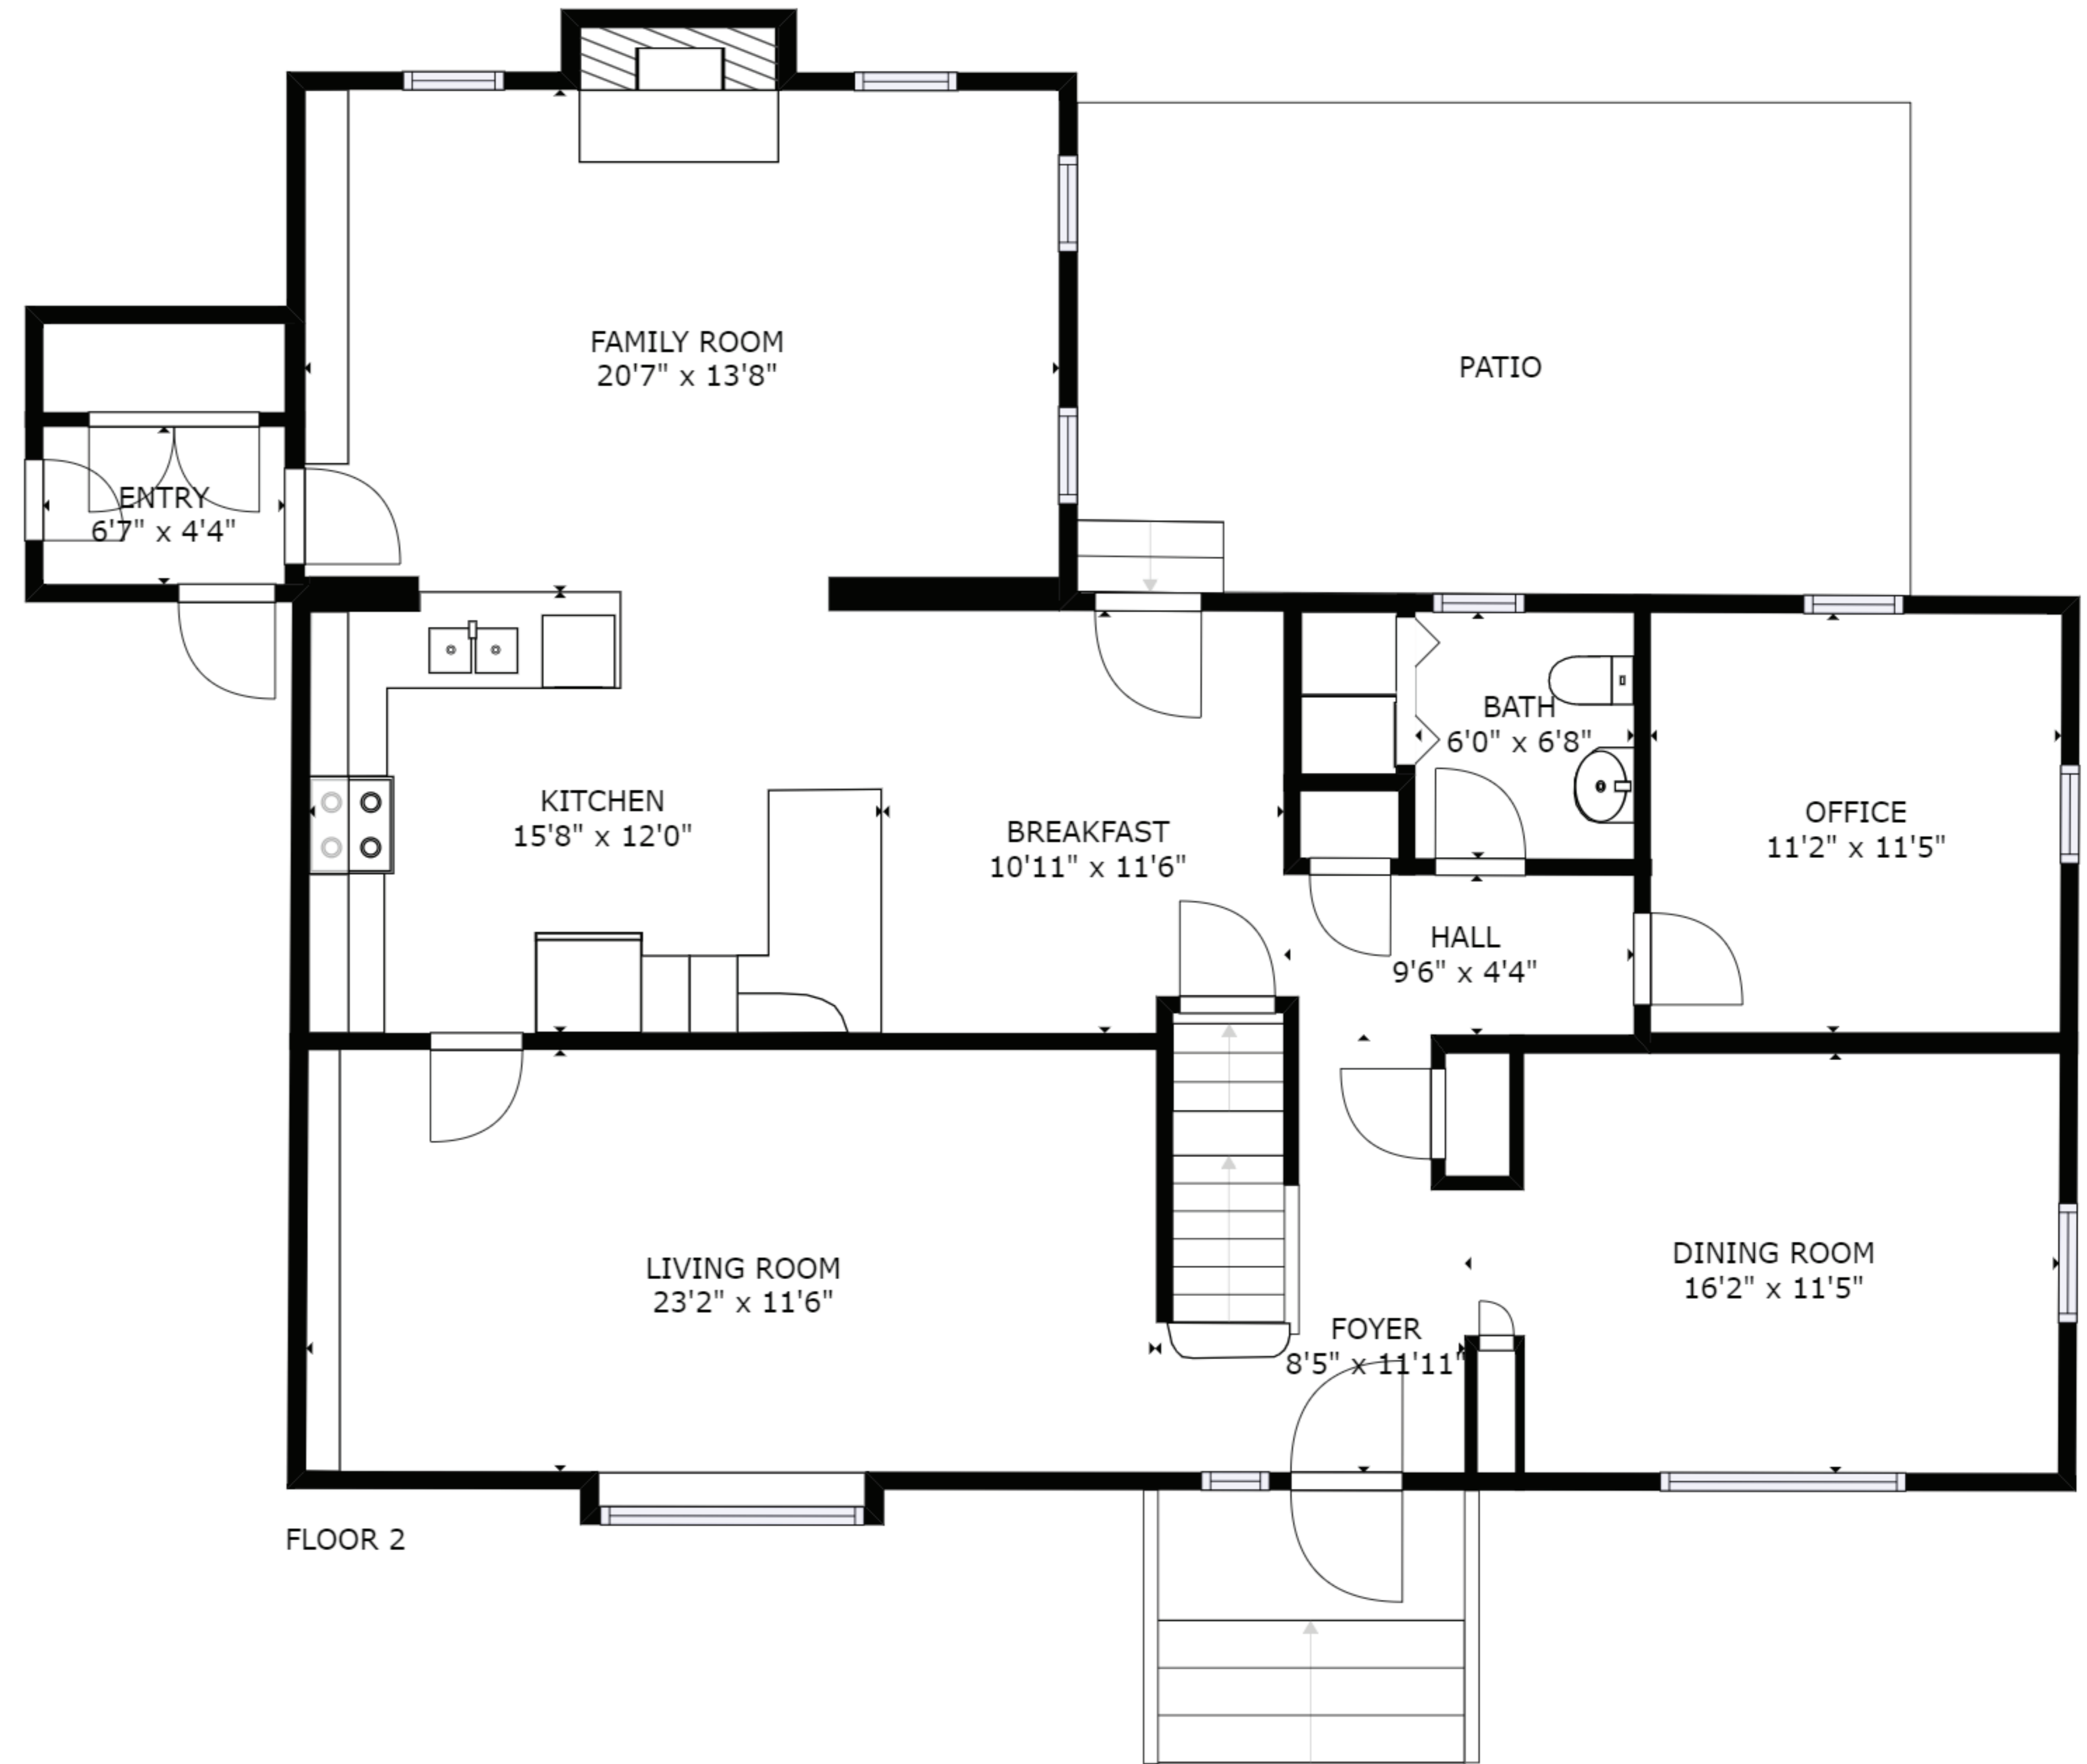 FAMILY ROOM
20'7" x 13'8"
PATIO
ENTRY
6'7" x 4'4"
KITCHEN
15'8" x 12'0"
BREAKFAST
10'11" x 11'6"
BATH
6'0" x 6'8"
OFFICE
11'2" x 11'5"
HALL
9'6" x 4'4"
LIVING ROOM
23'2" x 11'6"
FOYER
8'5" x 11'11"
DINING ROOM
16'2" x 11'5"
FLOOR 2